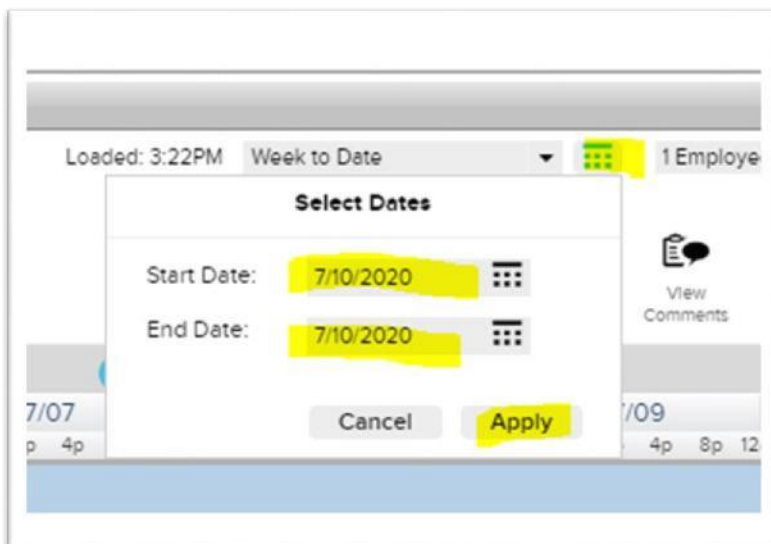 Loaded: 3:22PM Week to Date 1 Employe
Select Dates
Start Date: 7/10/2020
End Date: 7/10/2020
View
Comments
Cancel Apply
7/07 /09
p 4p 4p 8p 12